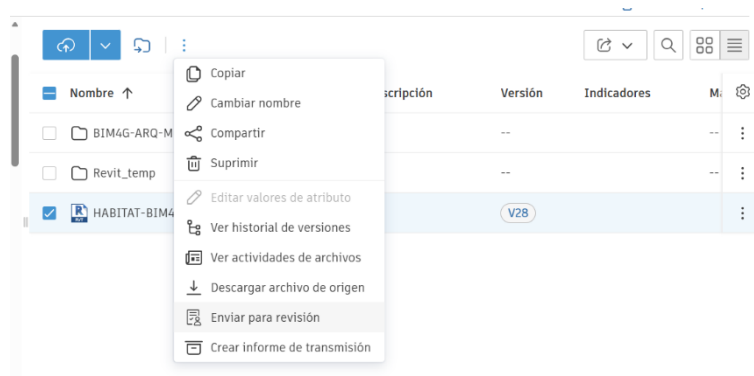 Copiar
Nombre ↑ scripción Versión Indicadores
Cambiar nombre
BIM4G-ARQ-M Compartir -- --
Suprimir
Revit_temp -- --
Editar valores de atributo
HABITAT-BIM4 Ver historial de versiones V28
Ver actividades de archivos
Descargar archivo de origen
Enviar para revisión
Crear informe de transmisión